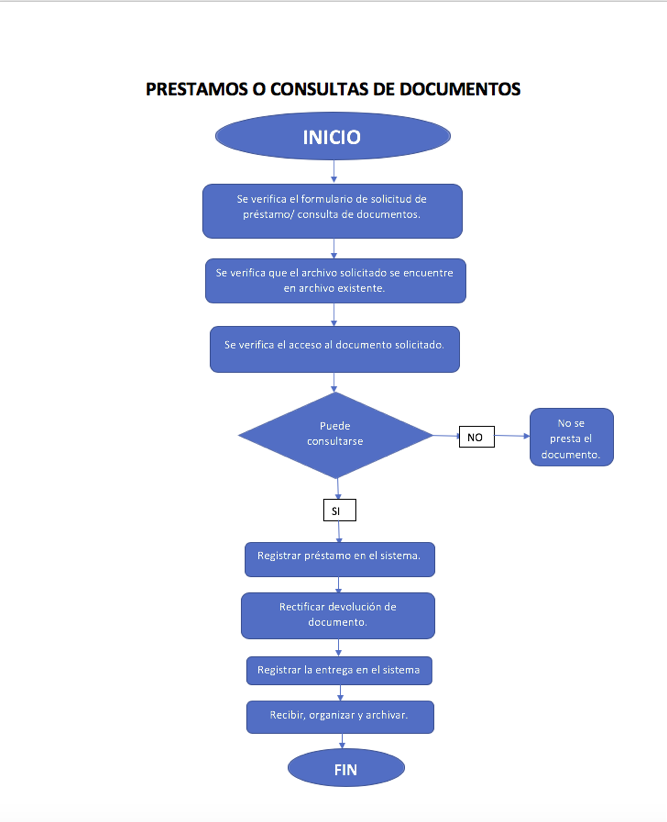 PRESTAMOS O CONSULTAS DE DOCUMENTOS
INICIO
Se verifica el formulario de solicitud de
préstamo/ consulta de documentos.
Se verifica que el archivo solicitado se encuentre
en archivo existente.
Se verifica el acceso al documento solicitado.
Puede
consultarse
NO
No se
presta el
documento.
SI
Registrar préstamo en el sistema.
Rectificar devolución de
documento.
Registrar la entrega en el sistema
Recibir, organizar y archivar.
FIN